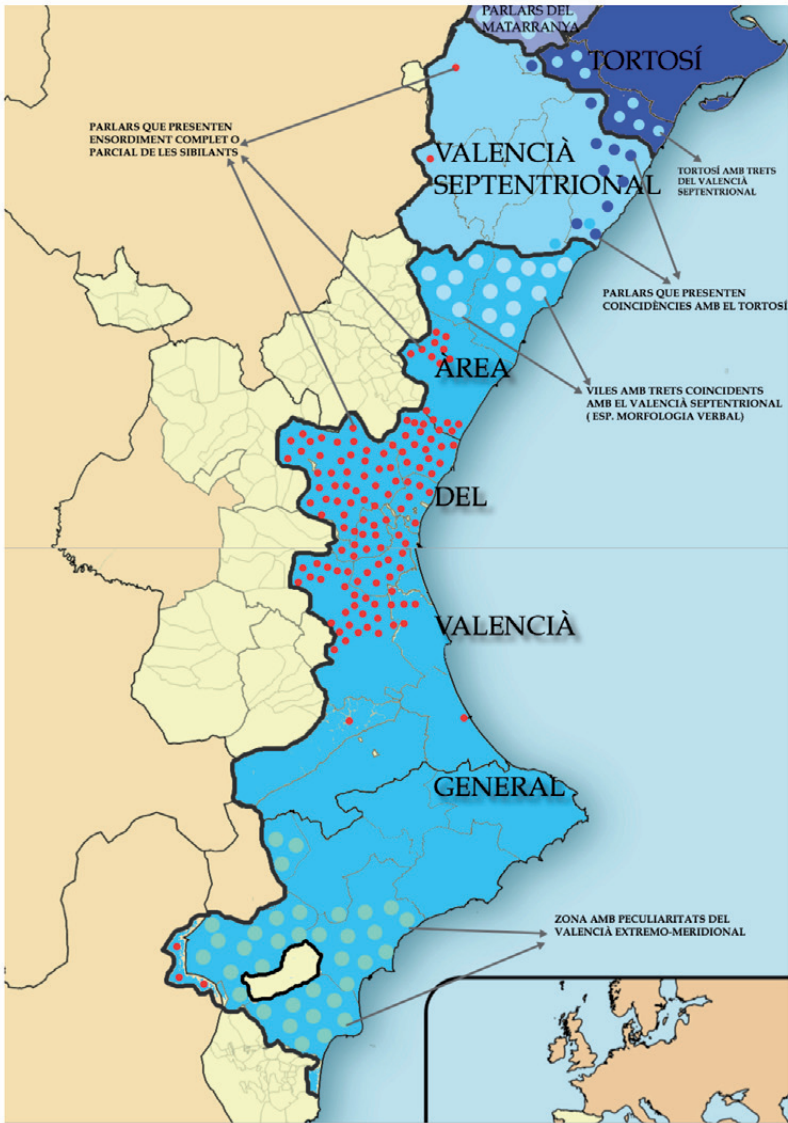 PARLARS DEL
MATARRANYA
TORTOSÍ
PARLARS QUE PRESENTEN
ENSORDIMENT COMPLET O
PARCIAL DE LES SIBILANTS
VALENCIÀ
SEPTENTRIONAL
TORTOSÍ AMB TRETS
DEL VALENCIÀ
SEPTENTRIONAL
PARLARS QUE PRESENTEN
COINCIDÈNCIES AMB EL TORTOSÍ
ÀREA
VILES AMB TRETS COINCIDENTS
AMB EL VALENCIÀ SEPTENTRIONAL
( ESP. MORFOLOGIA VERBAL)
DEL
VALENCIÀ
GENERAL
ZONA AMB PECULIARITATS DEL
VALENCIÀ EXTREMO-MERIDIONAL